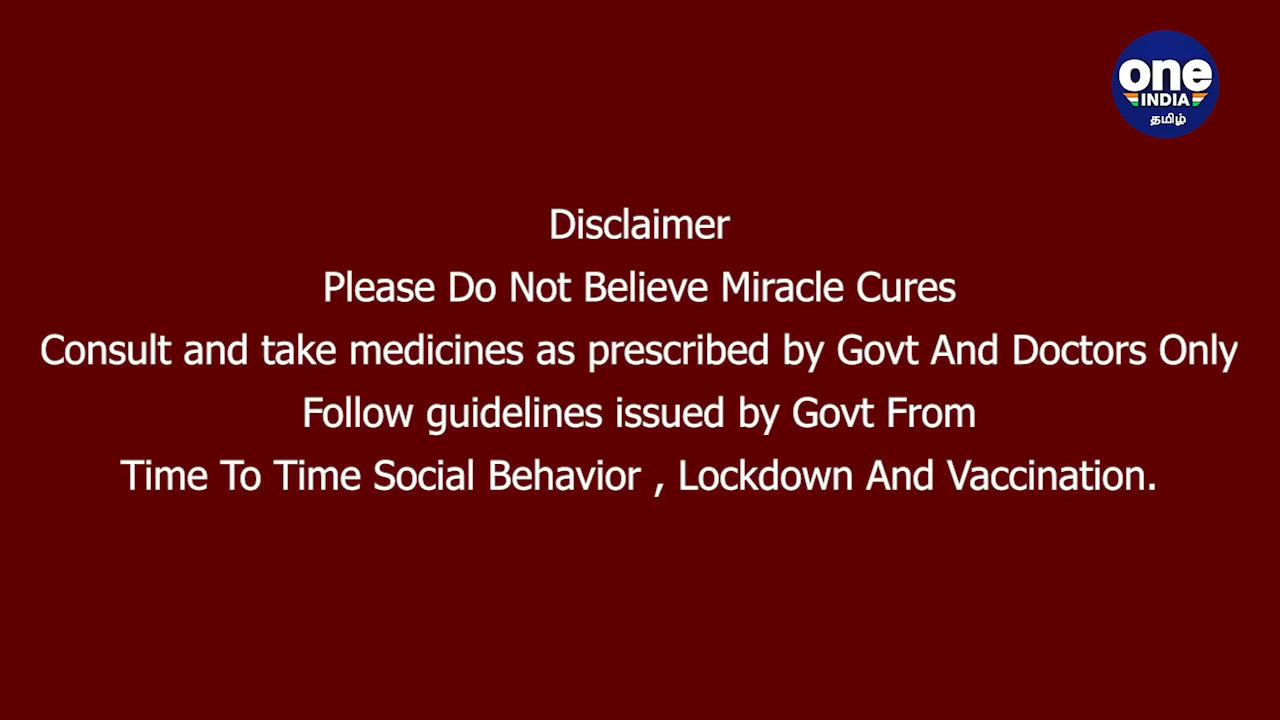 one
INDIA
தமிழ்
Disclaimer
Please Do Not Believe Miracle Cures
Consult and take medicines as prescribed by Govt And Doctors Only
Follow guidelines issued by Govt From
Time To Time Social Behavior , Lockdown And Vaccination.